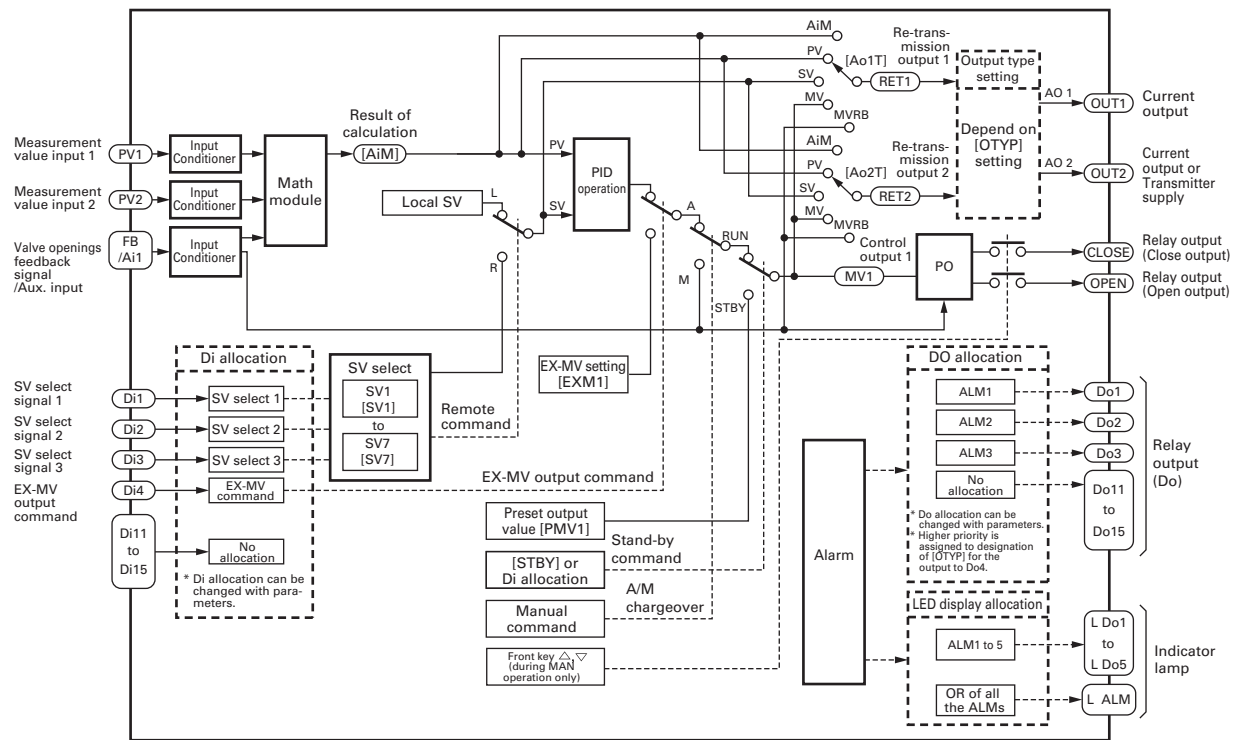 AiM
PV
[Ao1T]
Re-trans-
mission
output 1
Output type
setting
SV
RET1
MV
MVRB
AO 1
OUT1
Current
output
Result of
calculation
Measurement
value input 1
PV1
Input
Conditioner
Math
module
[AiM]
PV
PID
operation
AiM
Depend on
[OTYP]
setting
Measurement
value input 2
PV2
Input
Conditioner
Local SV
L
SV
PV
[Ao2T]
Re-trans-
mission
output 2
SV
RET2
MV
MVRB
AO 2
OUT2
Current
output or
Transmitter
supply
Valve openings
feedback
signal
/Aux. input
FB
/Ai1
Input
Conditioner
R
A
RUN
M
STBY
Control
output 1
MV1
PO
CLOSE
Relay output
(Close output)
OPEN
Relay output
(Open output)
Di allocation
SV select
signal 1
Di1
SV select 1
SV select
signal 2
Di2
SV select 2
SV select
signal 3
Di3
SV select 3
EX-MV
output
command
Di4
EX-MV
command
Di11
to
Di15
No
allocation
* Di allocation can be
changed with para-
meters.
SV select
SV1
[SV1]
to
SV7
[SV7]
Remote
command
EX-MV setting
[EXM1]
EX-MV output command
Preset output
value [PMV1]
Stand-by
command
[STBY] or
Di allocation
A/M
chargeover
Manual
command
Front key △,▽
(during MAN
operation only)
Alarm
DO allocation
ALM1
Do1
ALM2
Do2
ALM3
Do3
No
allocation
Do11
to
Do15
Relay
output
(Do)
* Do allocation can be
changed with parameters.
* Higher priority is
assigned to designation
of [OTYP] for the
output to Do4.
LED display allocation
ALM1 to 5
L Do1
to
L Do5
OR of all
the ALMs
L ALM
Indicator
lamp